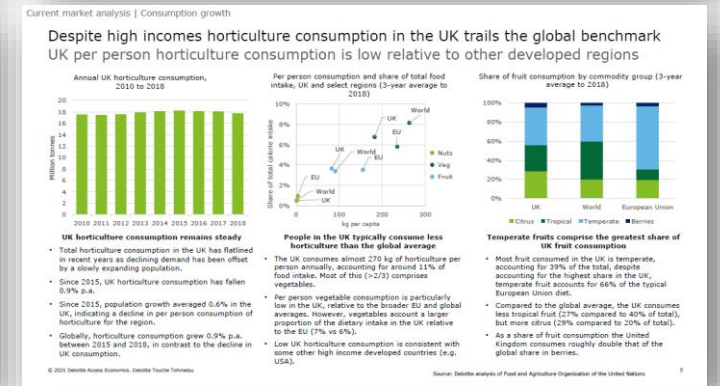 Current market analysis | Consumption growth
Despite high incomes horticulture consumption in the UK trails the global benchmark
UK per person horticulture consumption is low relative to other developed regions
Annual UK horticulture consumption,
2010 to 2018
Million tonnes
20
18
16
14
12
10
8
6
4
2
0
2010 2011 2012 2013 2014 2015 2016 2017 2018
UK horticulture consumption remains steady
• Total horticulture consumption in the UK has flatlined
in recent years as declining demand has been offset
by a slowly expanding population.
• Since 2015, UK horticulture consumption has fallen
0.9% p.a.
• Since 2015, population growth averaged 0.6% in the
UK, indicating a decline in per person consumption of
horticulture for the region.
• Globally, horticulture consumption grew 0.9% p.a.
between 2015 and 2018, in contrast to the decline in
UK consumption.
Per person consumption and share of total food
intake, UK and select regions (3-year average to
2018)
Share of total calorie intake
10%
8%
6%
4%
2%
0%
World
UK
EU
UK
World
EU
EU
World
UK
Nuts
Veg
Fruit
0 100 200 300
kg per capita
People in the UK typically consume less
horticulture than the global average
• The UK consumes almost 270 kg of horticulture per
person annually, accounting for around 11% of
food intake. Most of this (>2/3) comprises
vegetables.
• Per person vegetable consumption is particularly
low in the UK, relative to the broader EU and global
averages. However, vegetables account a larger
proportion of the dietary intake in the UK relative
to the EU (7% vs 6%).
• Low UK horticulture consumption is consistent with
some other high income developed countries (e.g.
USA).
Share of fruit consumption by commodity group (3-year
average to 2018)
100%
80%
60%
40%
20%
0%
UK World European Union
Citrus Tropical Temperate Berries
Temperate fruits comprise the greatest share of
UK fruit consumption
• Most fruit consumed in the UK is temperate,
accounting for 39% of the total, despite
accounting for the highest share in the UK,
temperate fruit accounts for 66% of the typical
European Union diet.
• Compared to the global average, the UK consumes
less tropical fruit (27% compared to 40% of total),
but more citrus (29% compared to 20% of total).
• As a share of fruit consumption the United
Kingdom consumes roughly double that of the
global share in berries.
© 2021 Deloitte Access Economics. Deloitte Touche Tohmatsu
Source: Deloitte analysis of Food and Agriculture Organization of the United Nations
5